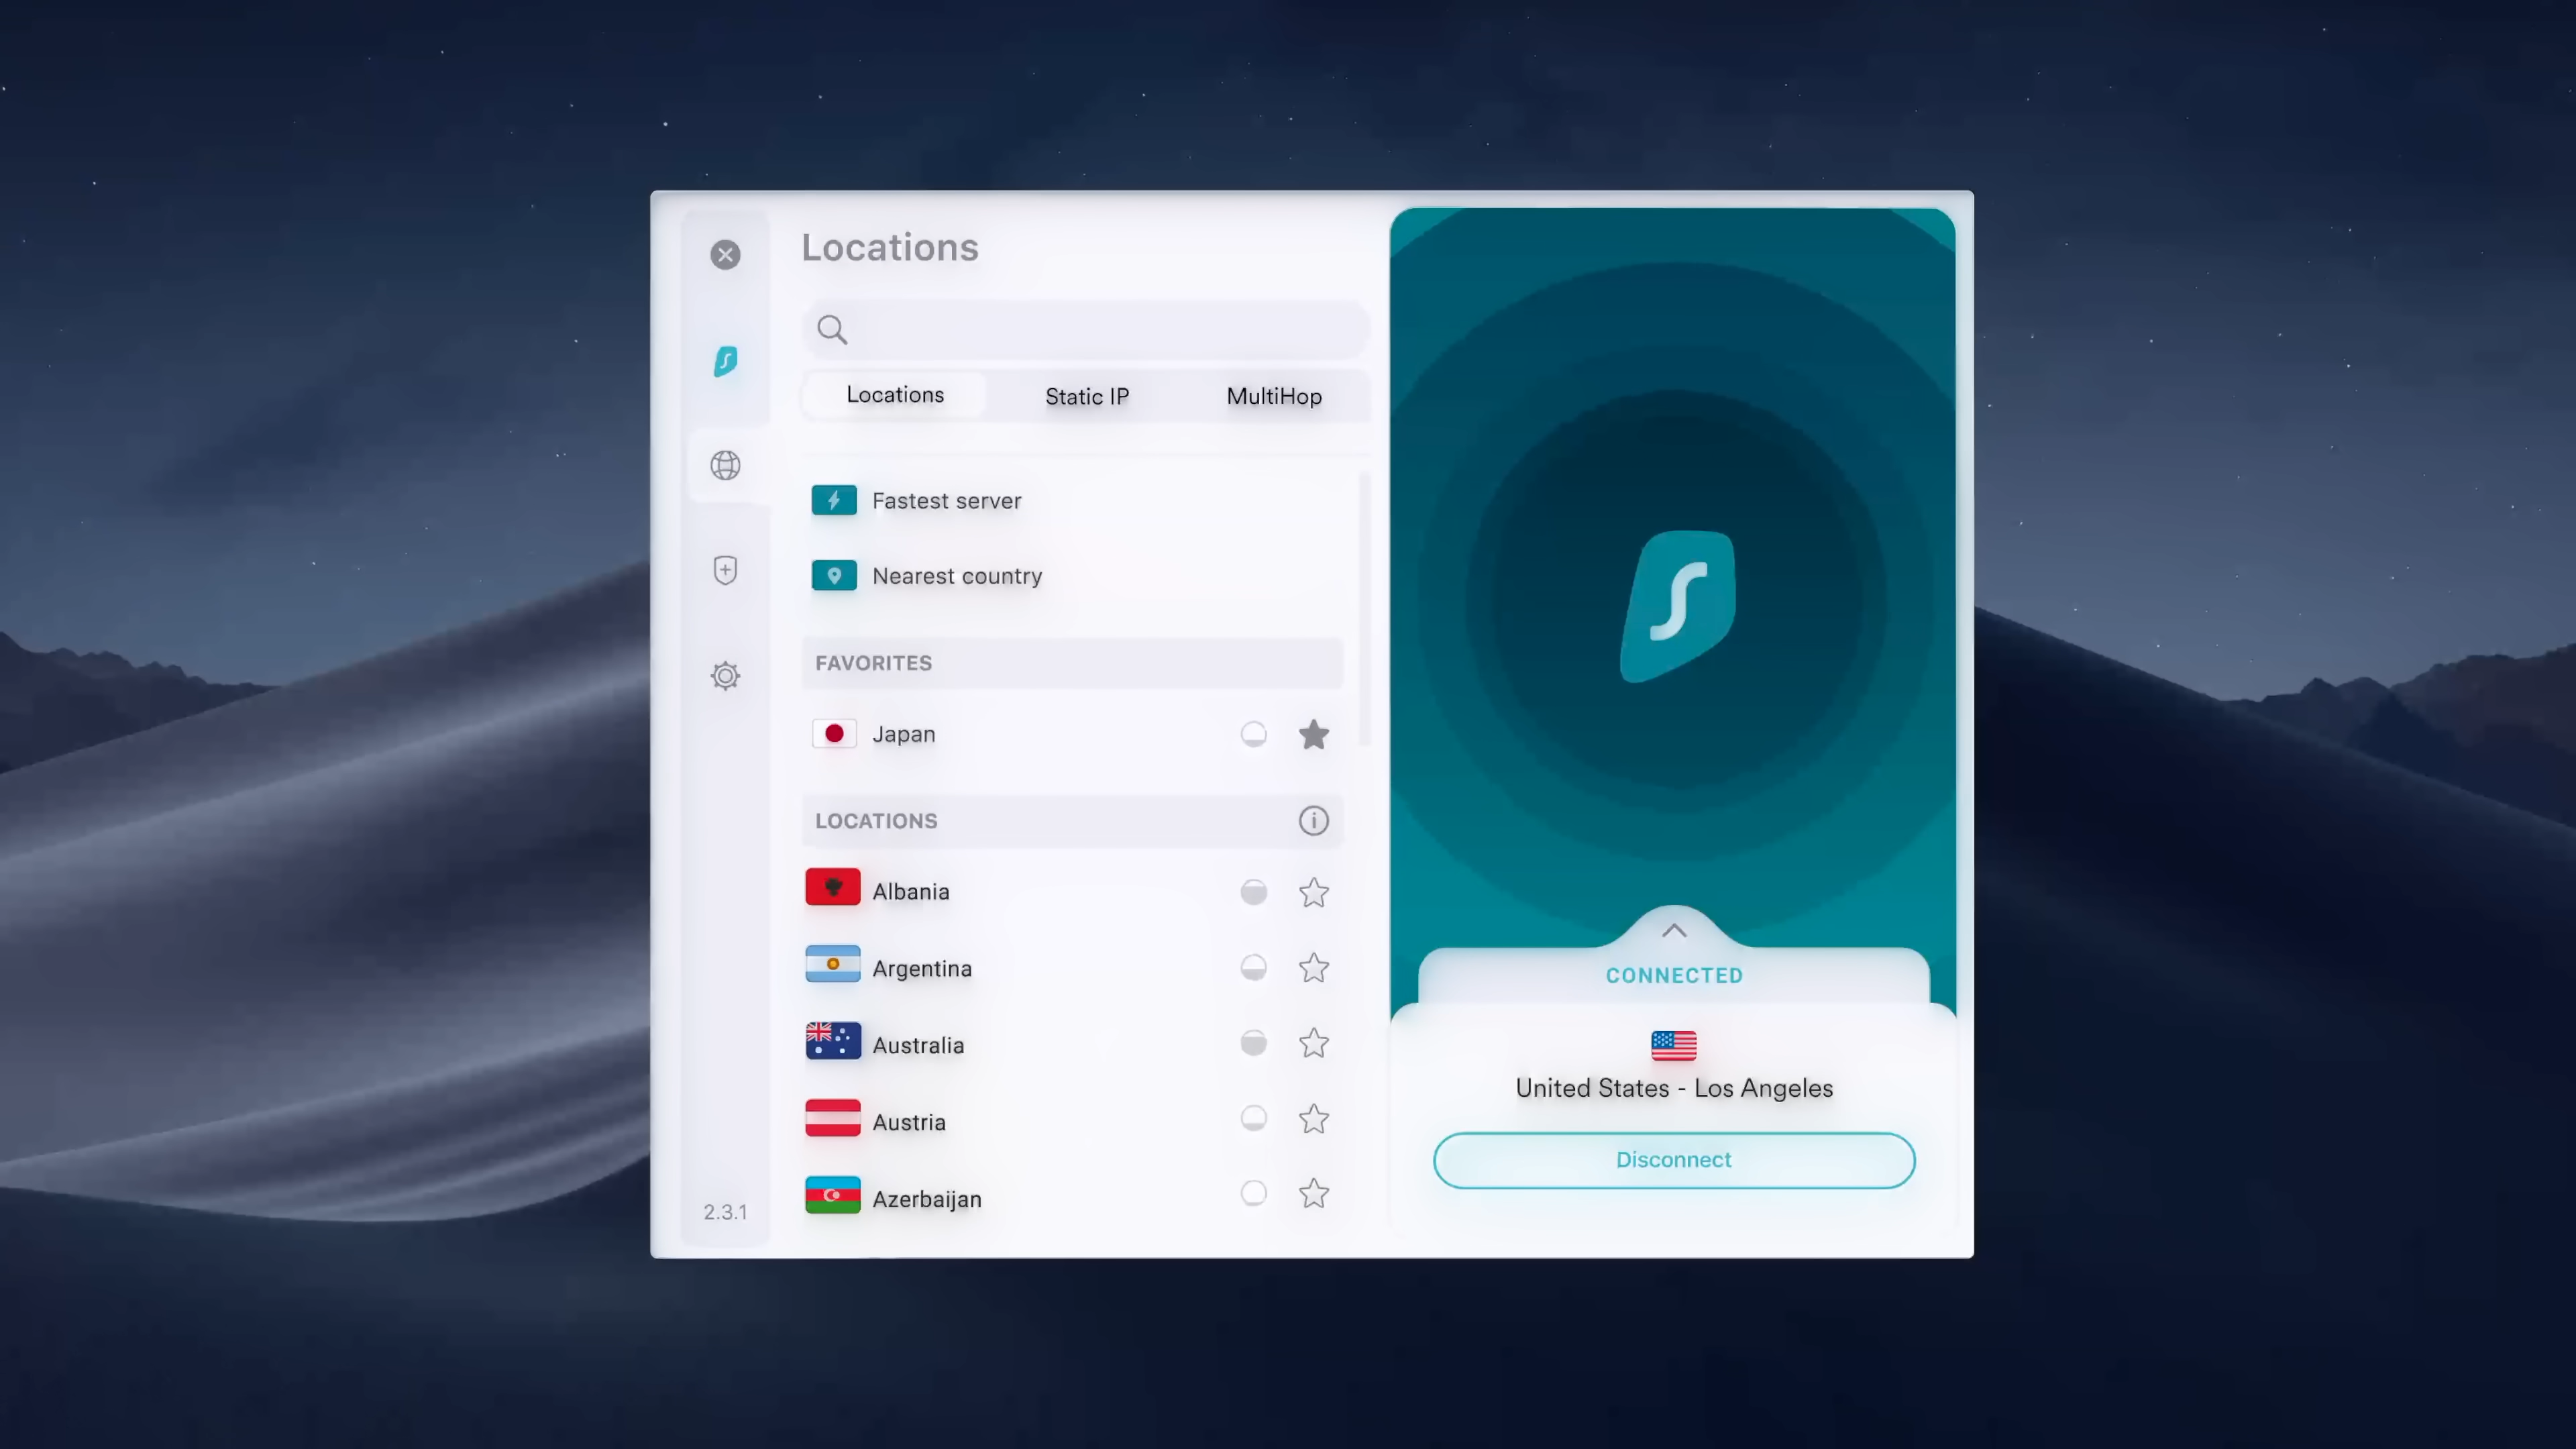 Locations
Locations
Static IP
MultiHop
Fastest server
Nearest country
FAVORITES
Japan
LOCATIONS
Albania
Argentina
Australia
Austria
Azerbaijan
2.3.1
CONNECTED
United States - Los Angeles
Disconnect